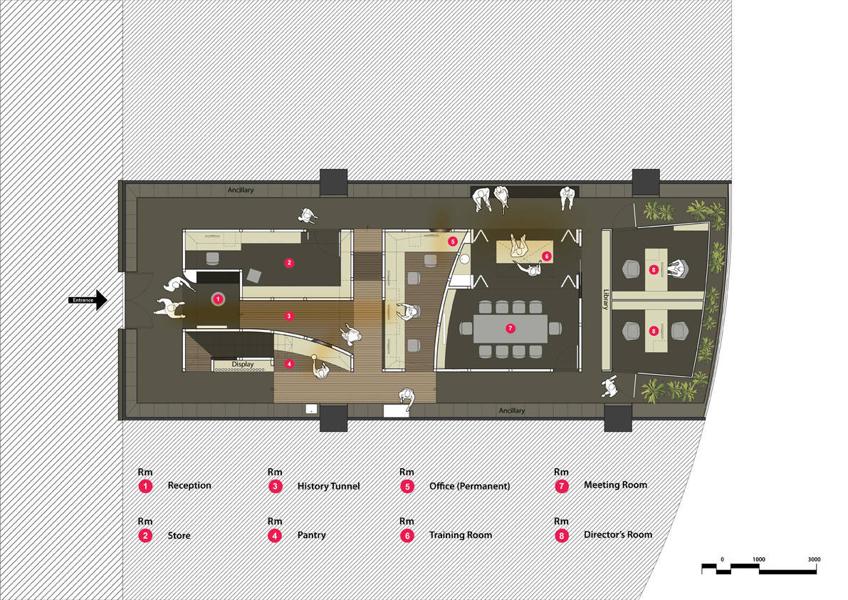 Ancillary
2
5
6
Entrance
1
3
Library
8
7
8
Display
4
Ancillary
Rm Rm Rm Rm
1 Reception 3 History Tunnel 5 Office (Permanent) 7 Meeting Room
Rm Rm Rm Rm
2 Store 4 Pantry 6 Training Room 8 Director's Room
0 1000 3000